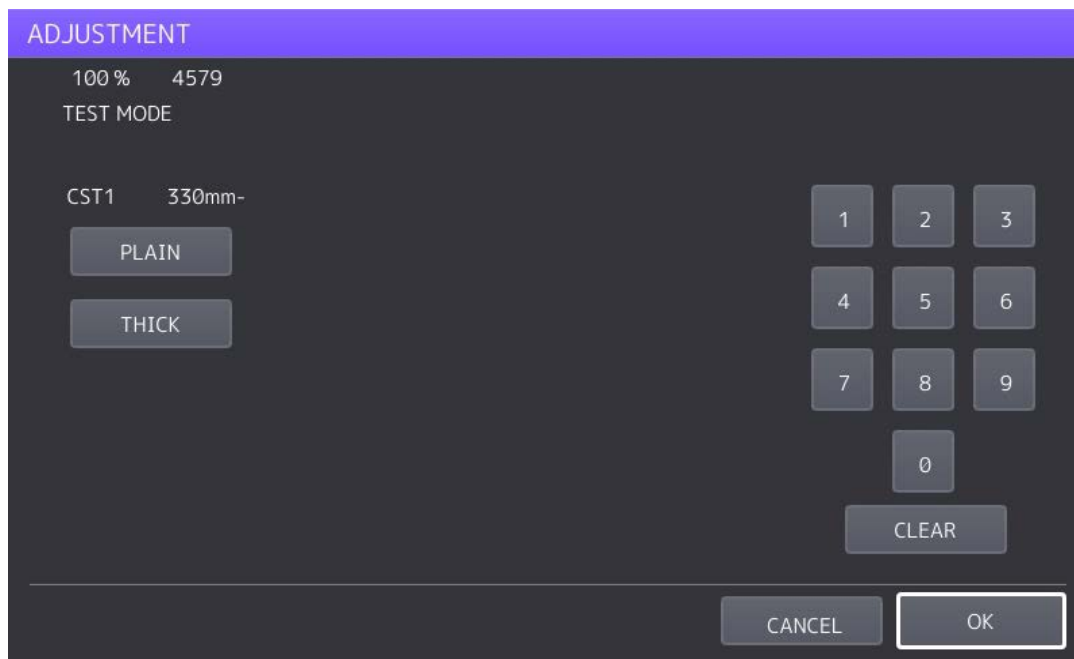 ADJUSTMENT
100 % 4579
TEST MODE
CST1 330mm-
PLAIN
THICK
1 2 3
4 5 6
7 8 9
0
CLEAR
CANCEL OK